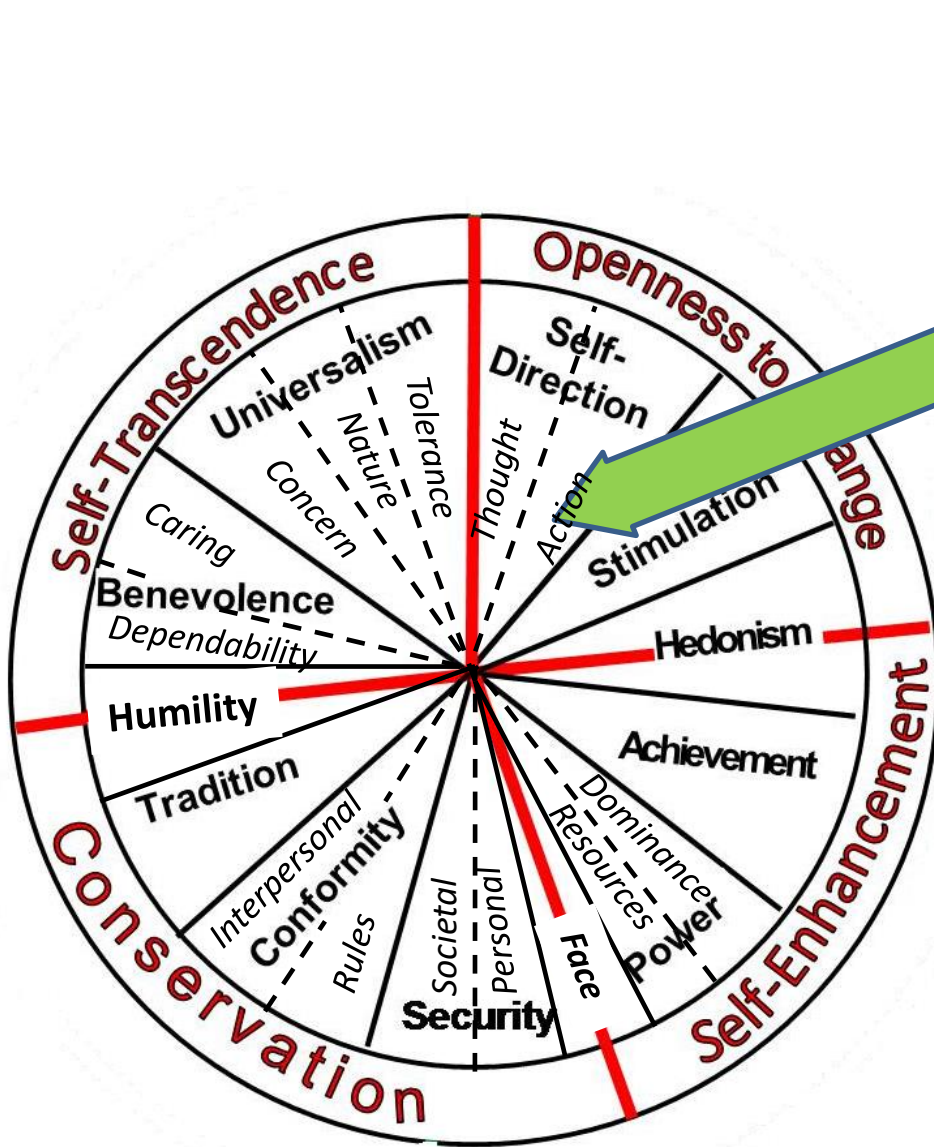 Self-Transcendence
Openness to
ange
Universalism
Self-
Direction
Tolerance
Nature
Concern
Thought
Action
Stimulation
Caring
Benevolence
Dependability
Hedonism
Humility
Achievement
Tradition
Interpersonal
Conformity
Rules
Societal
Personal
Security
Face
Dominance
Resources
Power
Conservation
Self-Enhancement